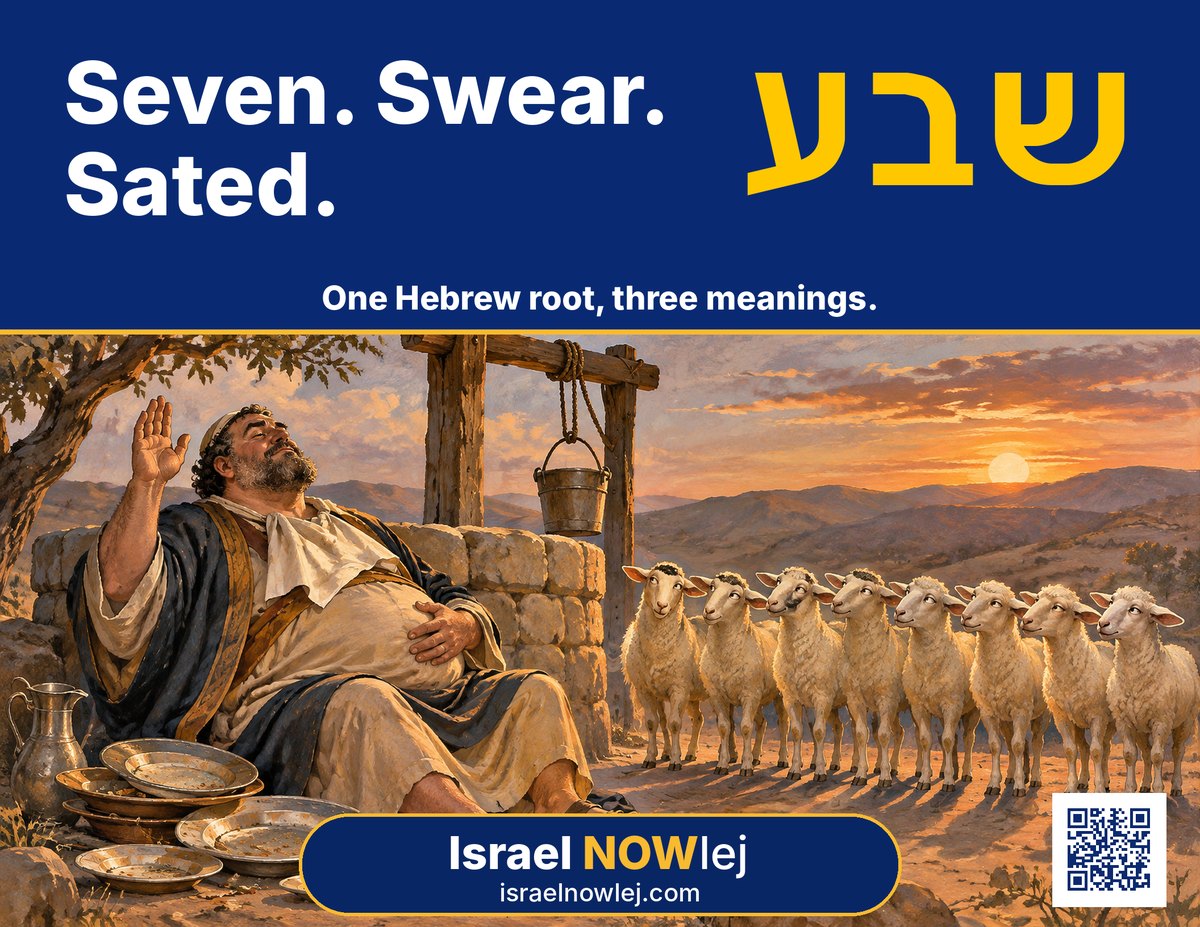 Seven. Swear.
Sated.
שבע
One Hebrew root, three meanings.
Israel NOWlej
israelnowlej.com